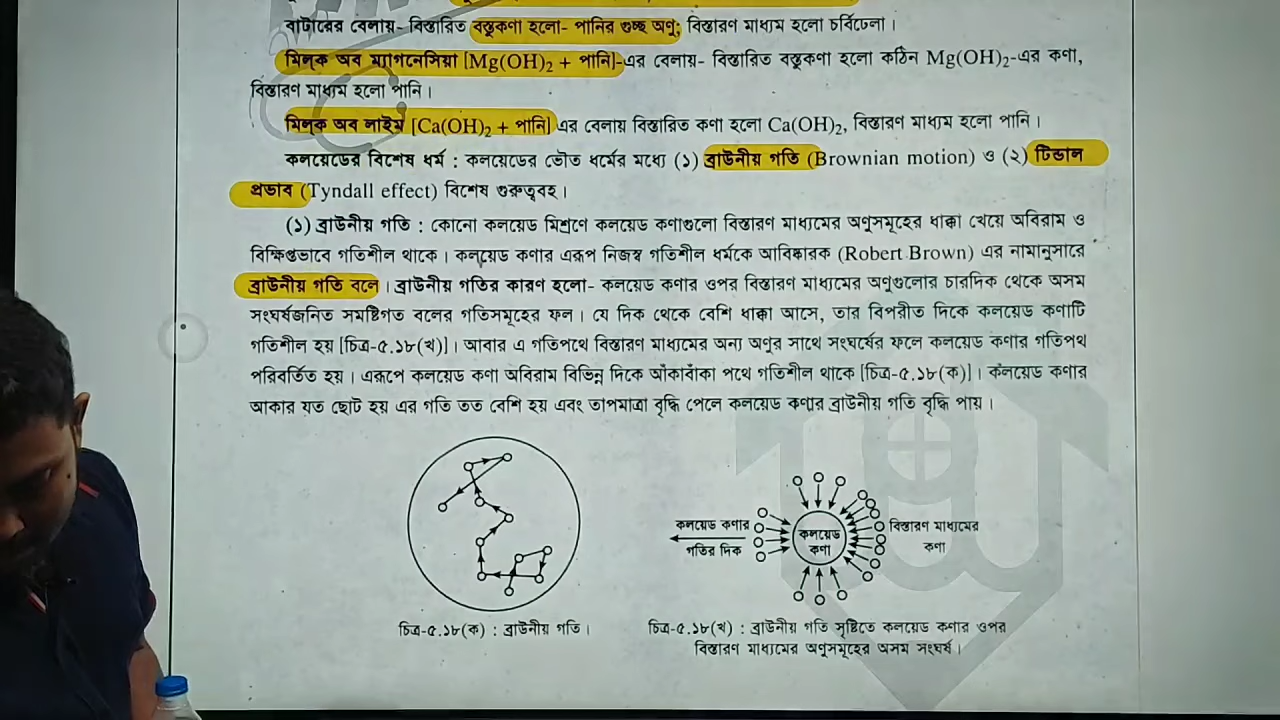 বাটারের বেলায়- বিস্তারিত বস্তুকণা হলো- পানির গুচ্ছ অণু; বিস্তারণ মাধ্যম হলো চর্বিতেল।
মিল্ক অব ম্যাগনেসিয়া [Mg(OH)₂ + পানি]-এর বেলায়- বিস্তারিত বস্তুকণা হলো কঠিন Mg(OH)₂-এর কণা,
বিস্তারণ মাধ্যম হলো পানি।
মিল্ক অব লাইম [Ca(OH)₂ + পানি] এর বেলায় বিস্তারিত কণা হলো Ca(OH)₂, বিস্তারণ মাধ্যম হলো পানি।
কলয়েডের বিশেষ ধর্ম : কলয়েডের ভৌত ধর্মের মধ্যে (১) ব্রাউনীয় গতি (Brownian motion) ও (২) টিন্ডাল
প্রভাব (Tyndall effect) বিশেষ গুরুত্ববহ।
(১) ব্রাউনীয় গতি : কোনো কলয়েড মিশ্রণে কলয়েড কণাগুলো বিস্তারণ মাধ্যমের অণুসমূহের ধাক্কা খেয়ে অবিরাম ও
বিক্ষিপ্তভাবে গতিশীল থাকে। কলয়েড কণার এরূপ নিজস্ব গতিশীল ধর্মকে আবিষ্কারক (Robert Brown) এর নামানুসারে
ব্রাউনীয় গতি বলে। ব্রাউনীয় গতির কারণ হলো- কলয়েড কণার ওপর বিস্তারণ মাধ্যমের অণুগুলোর চারদিক থেকে অসম
সংঘর্ষজনিত সমষ্টিগত বলের গতিসমূহের ফল। যে দিক থেকে বেশি ধাক্কা আসে, তার বিপরীত দিকে কলয়েড কণাটি
গতিশীল হয় [চিত্র-৫.১৮(খ)]। আবার এ গতিপথে বিস্তারণ মাধ্যমের অন্য অণুর সাথে সংঘর্ষের ফলে কলয়েড কণার গতিপথ
পরিবর্তিত হয়। এরূপে কলয়েড কণা অবিরাম বিভিন্ন দিকে আঁকাবাঁকা পথে গতিশীল থাকে [চিত্র-৫.১৮(ক)]। কলয়েড কণার
আকার যত ছোট হয় এর গতি তত বেশি হয় এবং তাপমাত্রা বৃদ্ধি পেলে কলয়েড কণার ব্রাউনীয় গতি বৃদ্ধি পায়।
কলয়েড কণার
গতির দিক
কলয়েড
কণা
বিস্তারণ মাধ্যমের
কণা
চিত্র-৫.১৮(ক) : ব্রাউনীয় গতি।
চিত্র-৫.১৮(খ) : ব্রাউনীয় গতি সৃষ্টিতে কলয়েড কণার ওপর
বিস্তারণ মাধ্যমের অণুসমূহের অসম সংঘর্ষ।